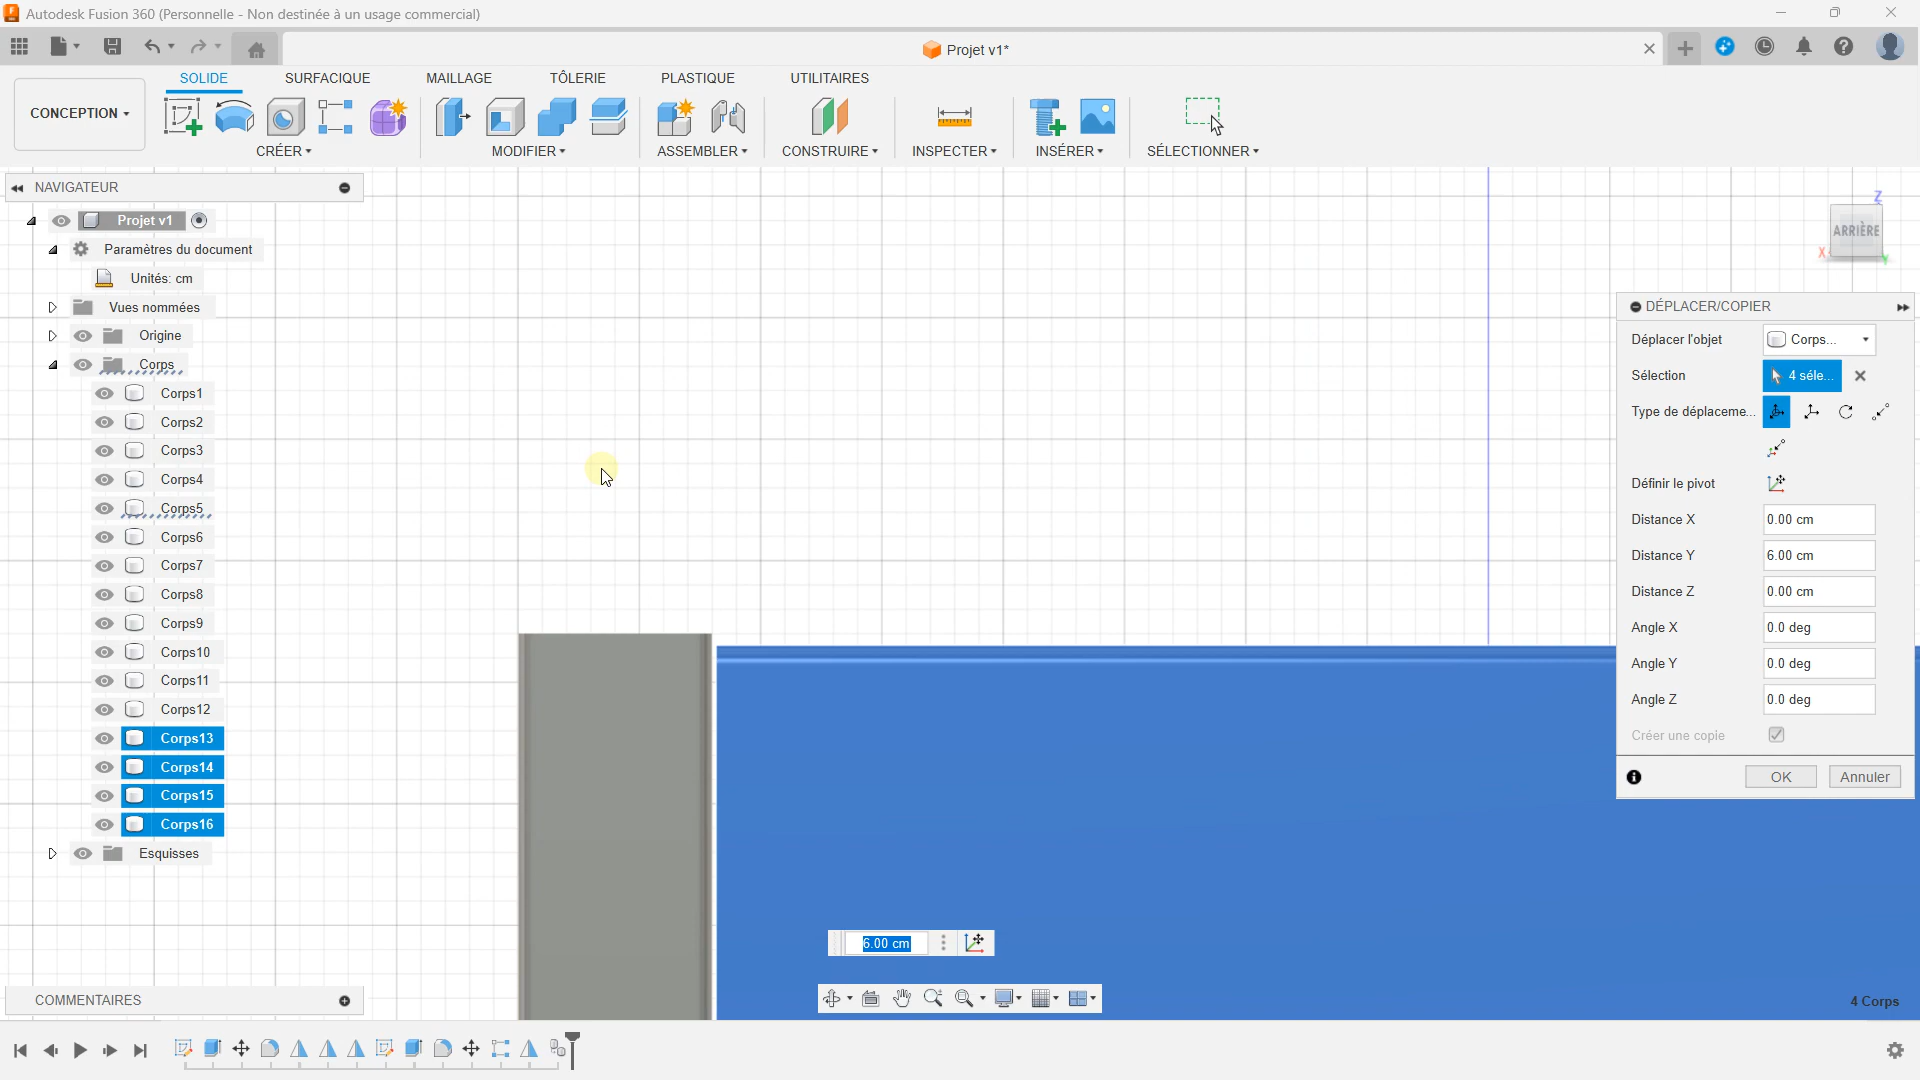 Autodesk Fusion 360 (Personnelle - Non destinée à un usage commercial)
Projet v1*
CONCEPTION
SOLIDE
SURFACIQUE
MAILLAGE
TÔLERIE
PLASTIQUE
UTILITAIRES
CRÉER
MODIFIER
ASSEMBLER
CONSTRUIRE
INSPECTER
INSÉRER
SÉLECTIONNER
NAVIGATEUR
Projet v1
Paramètres du document
Unités: cm
Vues nommées
Origine
Corps
Corps1
Corps2
Corps3
Corps4
Corps5
Corps6
Corps7
Corps8
Corps9
Corps10
Corps11
Corps12
Corps13
Corps14
Corps15
Corps16
Esquisses
COMMENTAIRES
Z
ARRIÈRE
X
Y
DÉPLACER/COPIER
Déplacer l'objet Corps...
Sélection 4 séle...
Type de déplaceme...
Définir le pivot
Distance X 0.00 cm
Distance Y 6.00 cm
Distance Z 0.00 cm
Angle X 0.0 deg
Angle Y 0.0 deg
Angle Z 0.0 deg
Créer une copie
OK Annuler
6.00 cm
4 Corps